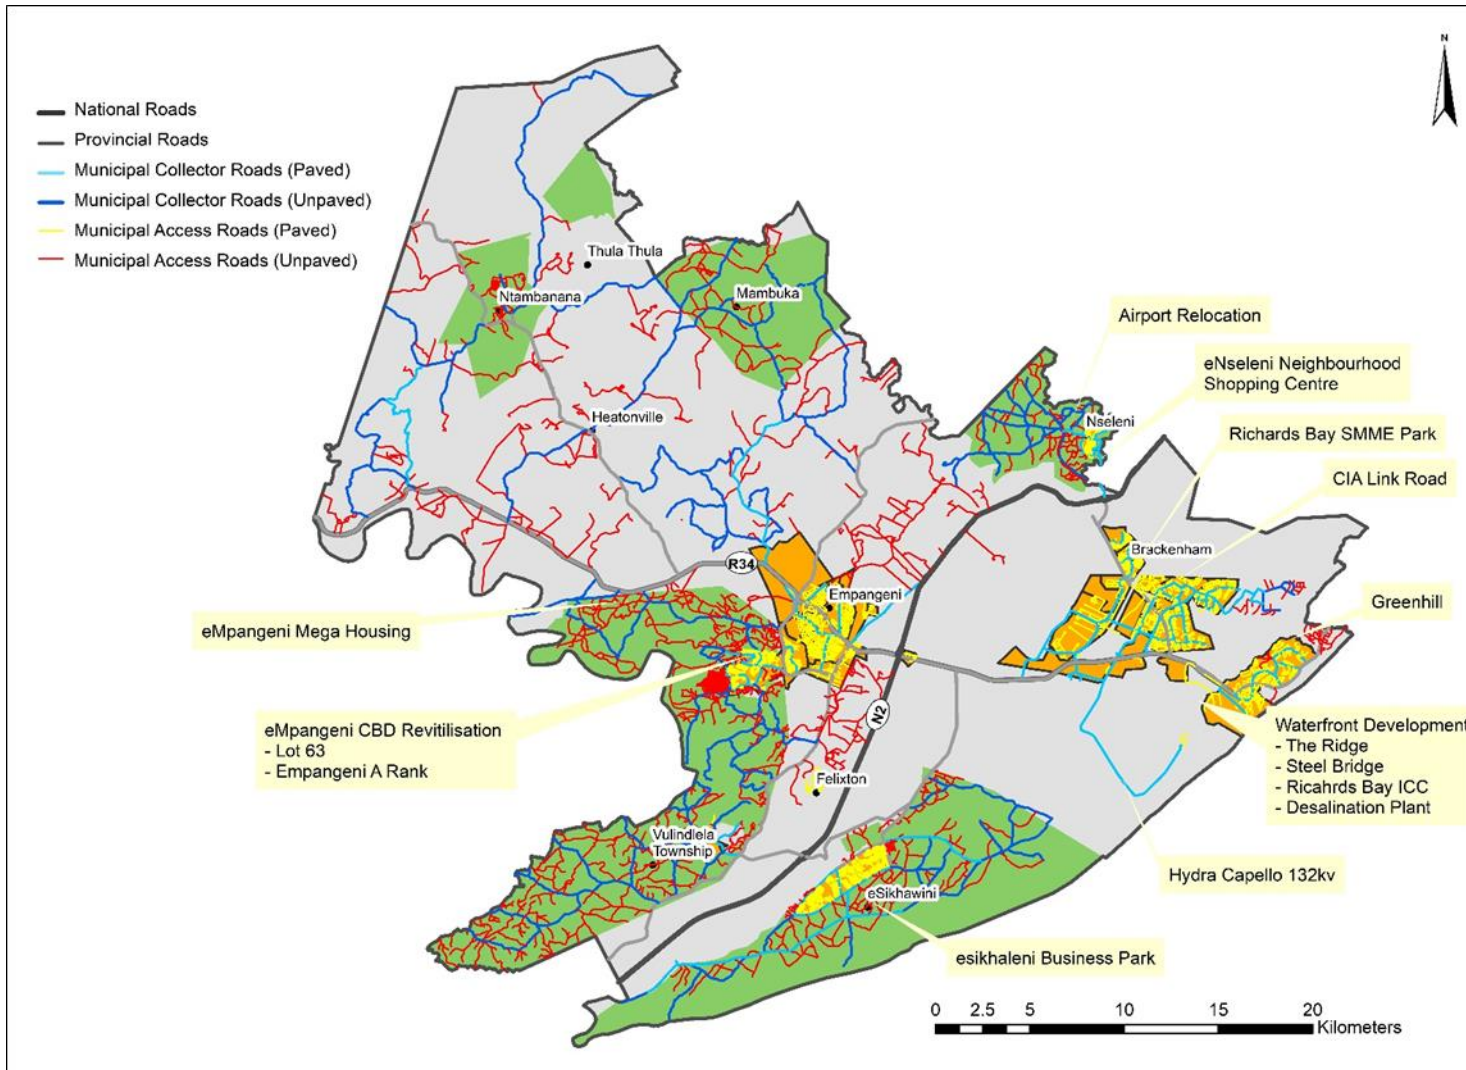 N
National Roads
Provincial Roads
Municipal Collector Roads (Paved)
Municipal Collector Roads (Unpaved)
Municipal Access Roads (Paved)
Municipal Access Roads (Unpaved)
Thula Thula
Ntambanana
Mambuka
Airport Relocation
eNseleni Neighbourhood
Shopping Centre
Heatonville
Nseleni
Richards Bay SMME Park
CIA Link Road
Brackenham
R34
Empangeni
Greenhill
eMpangeni Mega Housing
N2
eMpangeni CBD Revitilisation
- Lot 63
- Empangeni A Rank
Waterfront Development
- The Ridge
- Steel Bridge
- Ricahrds Bay ICC
- Desalination Plant
Felixton
Vulindlela
Township
eSikhawini
Hydra Capello 132kv
esikhaleni Business Park
0 2.5 5 10 15 20
Kilometers